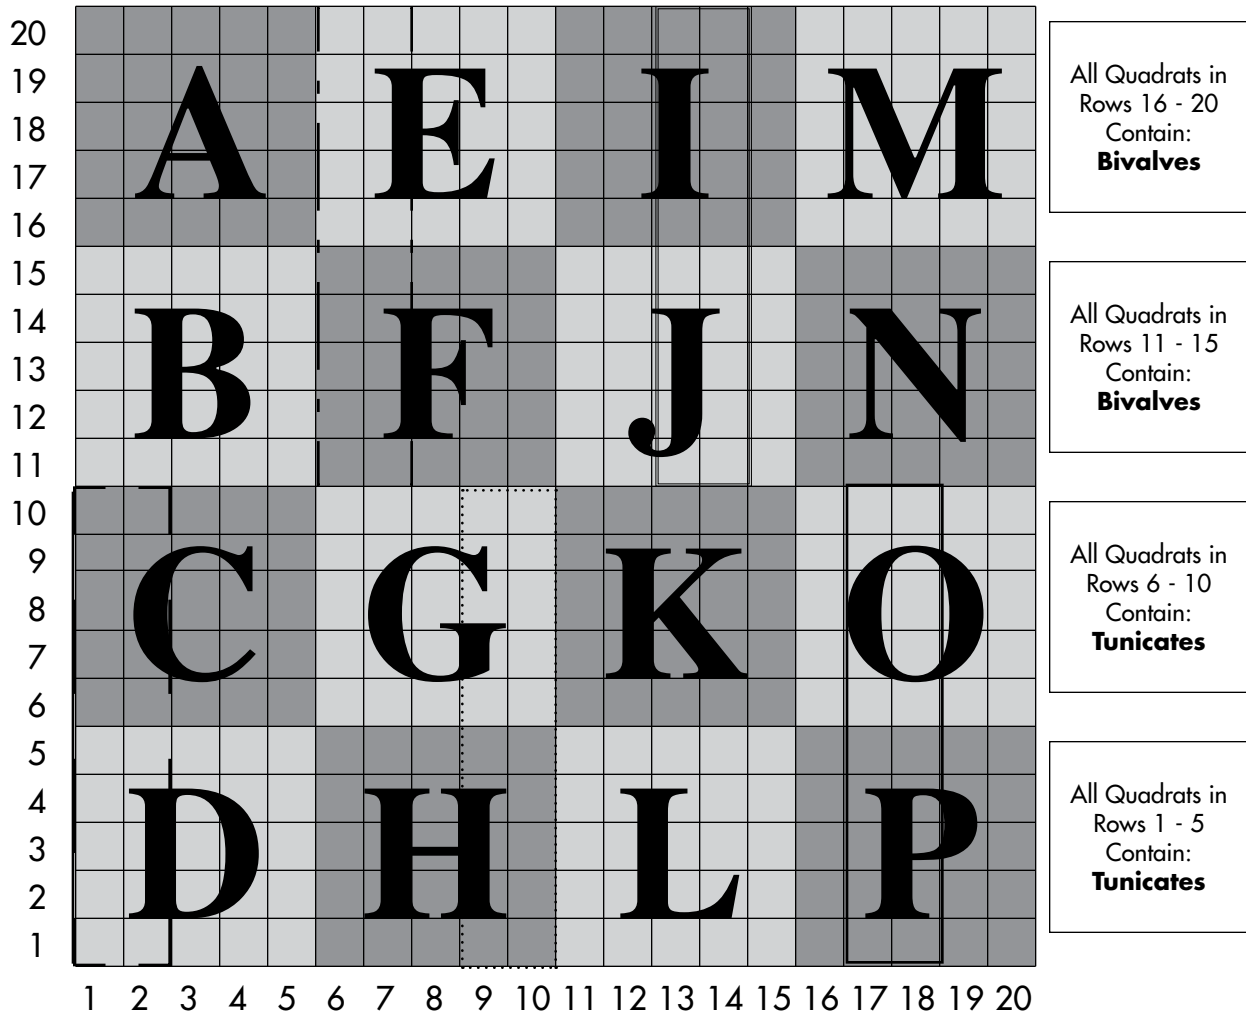 20
19
18
17
16
15
14
13
12
11
10
9
8
7
6
5
4
3
2
1
A E I M
B F J N
C G K O
D H L P
All Quadrats in
Rows 16 - 20
Contain:
Bivalves
All Quadrats in
Rows 11 - 15
Contain:
Bivalves
All Quadrats in
Rows 6 - 10
Contain:
Tunicates
All Quadrats in
Rows 1 - 5
Contain:
Tunicates
1 2 3 4 5 6 7 8 9 10 11 12 13 14 15 16 17 18 19 20